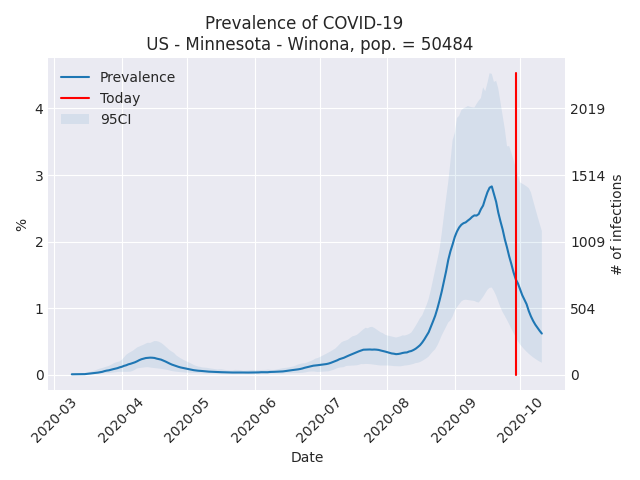 Prevalence of COVID-19
US - Minnesota - Winona, pop. = 50484
Prevalence
Today
95CI
4
3
2
1
0
%
2019
1514
1009
504
0
# of infections
2020-03
2020-04
2020-05
2020-06
2020-07
2020-08
2020-09
2020-10
Date